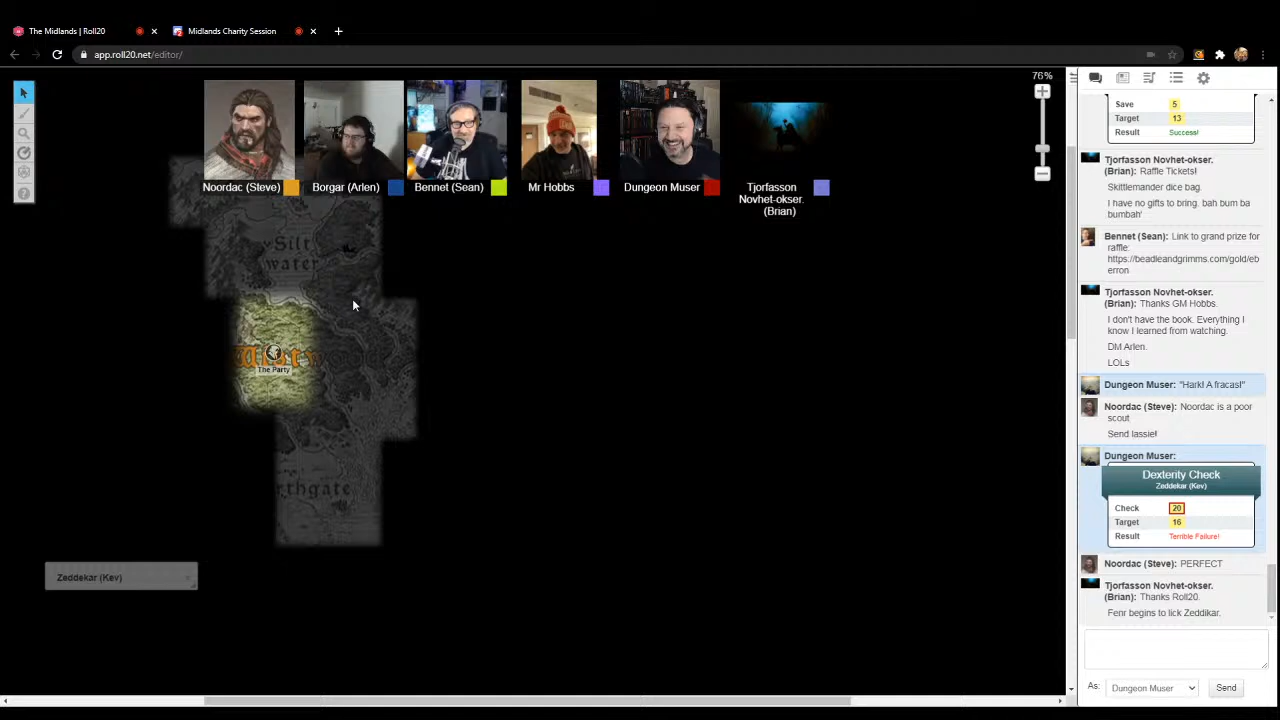 The Midlands | Roll20
Midlands Charity Session
app.roll20.net/editor/
76%
Noordac (Steve)
Borgar (Arlen)
Bennet (Sean)
Mr Hobbs
Dungeon Muser
Tjorfasson
Novhet-okser.
(Brian)
Silt
water
The Party
rthgate
Zeddekar (Kev)
Save 5
Target 13
Result Success!
Tjorfasson Novhet-okser.
(Brian): Raffle Tickets!
Skittlemander dice bag.
I have no gifts to bring, bah bum ba
bumbah'
Bennet (Sean): Link to grand prize for
raffle:
https://beadleandgrimms.com/gold/eb
erron
Tjorfasson Novhet-okser.
(Brian): Thanks GM Hobbs.
I don't have the book. Everything I
know I learned from watching.
DM Arlen.
LOLs
Dungeon Muser: "Hark! A fracas!"
Noordac (Steve): Noordac is a poor
scout
Send lassie!
Dungeon Muser:
Dexterity Check
Zeddekar (Kev)
Check 20
Target 16
Result Terrible Failure!
Noordac (Steve): PERFECT
Tjorfasson Novhet-okser.
(Brian): Thanks Roll20.
Fenr begins to lick Zeddikar.
As: Dungeon Muser Send